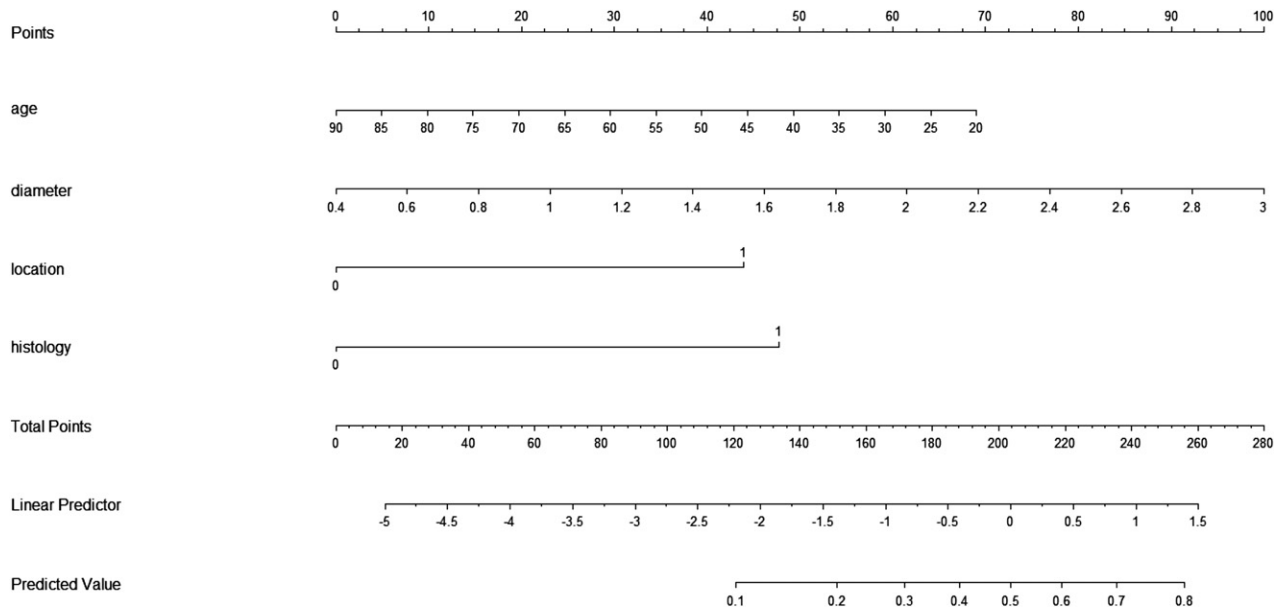 0 10 20 30 40 50 60 70 80 90 100
Points
age
90 85 80 75 70 65 60 55 50 45 40 35 30 25 20
diameter
0.4 0.6 0.8 1 1.2 1.4 1.6 1.8 2 2.2 2.4 2.6 2.8 3
1
location
0
1
histology
0
Total Points
0 20 40 60 80 100 120 140 160 180 200 220 240 260 280
Linear Predictor
-5 -4.5 -4 -3.5 -3 -2.5 -2 -1.5 -1 -0.5 0 0.5 1 1.5
Predicted Value
0.1 0.2 0.3 0.4 0.5 0.6 0.7 0.8